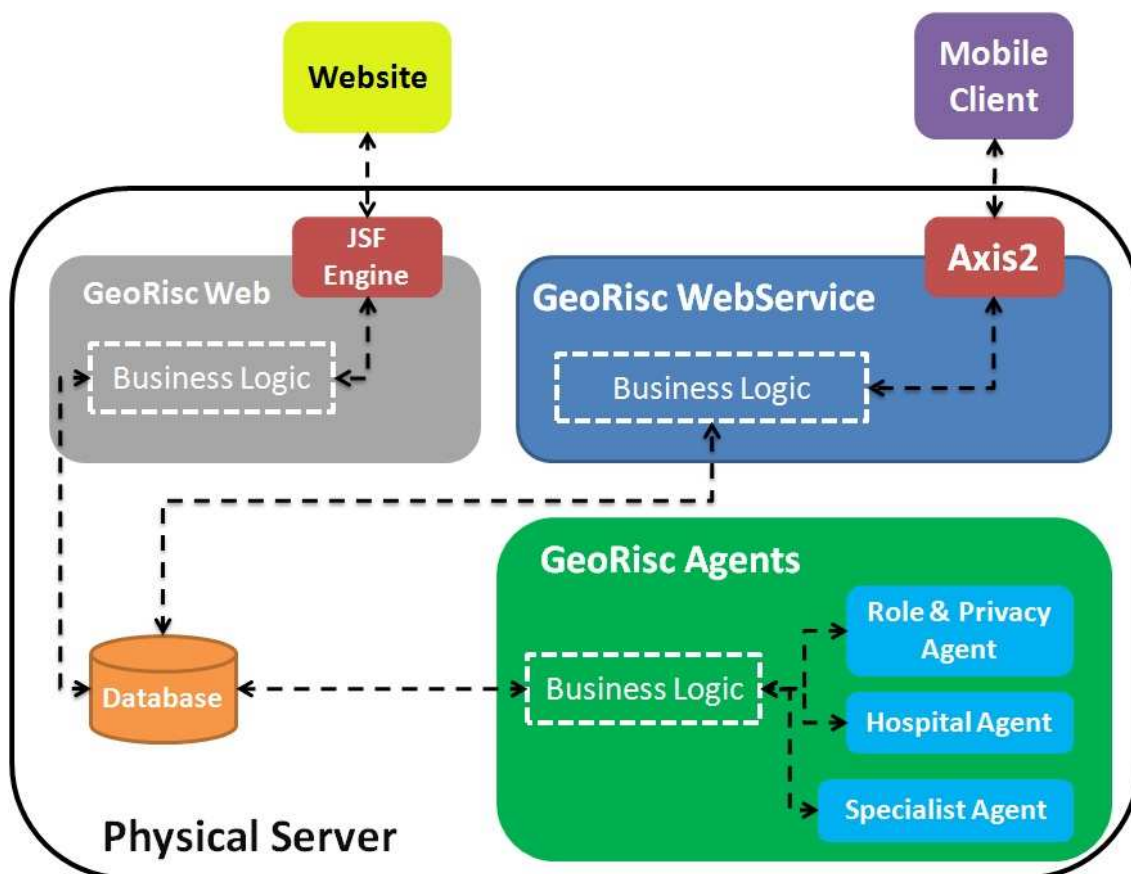 Website
Mobile
Client
JSF
Engine
Axis2
GeoRisc Web
GeoRisc WebService
Business Logic
Business Logic
GeoRisc Agents
Role & Privacy
Agent
Business Logic
Database
Hospital Agent
Specialist Agent
Physical Server